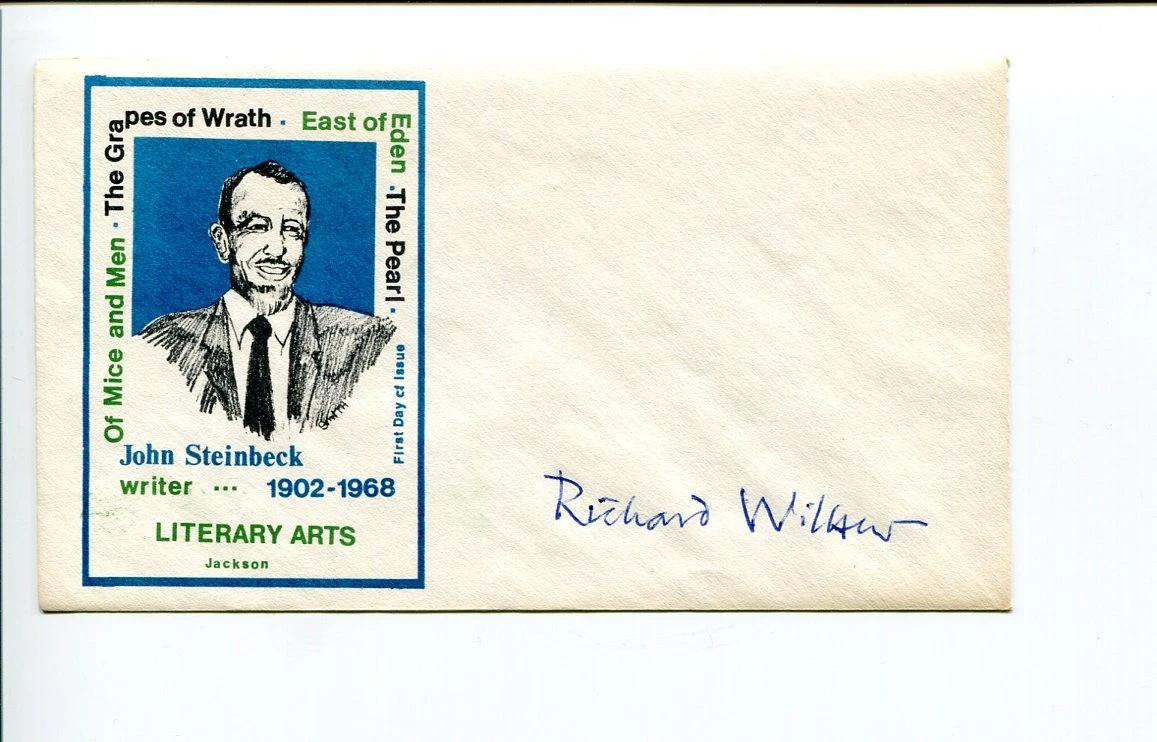 Of Mice and Men · The Grapes of Wrath · East of Eden · The Pearl ·
First Day of Issue
John Steinbeck
writer ... 1902-1968
LITERARY ARTS
Jackson
Richard Wilbur